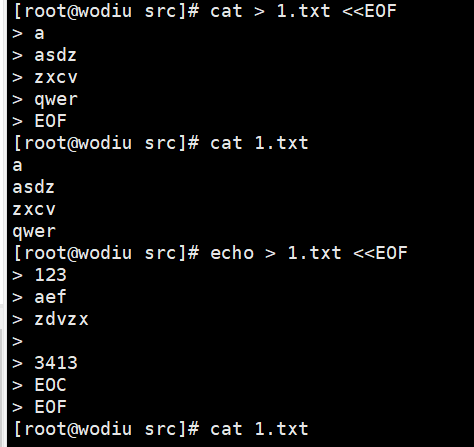 [root@wodiu src]# cat > 1.txt <<EOF
> a
> asdz
> zxcv
> qwer
> EOF
[root@wodiu src]# cat 1.txt
a
asdz
zxcv
qwer
[root@wodiu src]# echo > 1.txt <<EOF
> 123
> aef
> zdvzx
>
> 3413
> EOC
> EOF
[root@wodiu src]# cat 1.txt